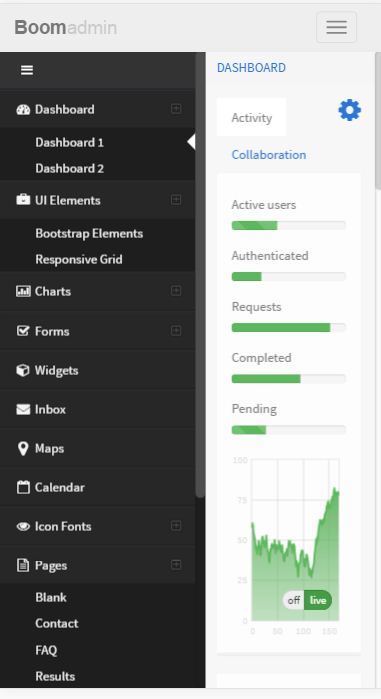 Boomadmin
Dashboard
Dashboard 1
Dashboard 2
UI Elements
Bootstrap Elements
Responsive Grid
Charts
Forms
Widgets
Inbox
Maps
Calendar
Icon Fonts
Pages
Blank
Contact
FAQ
Results
DASHBOARD
Activity
Collaboration
Active users
Authenticated
Requests
Completed
Pending
100
75
50
25
0
off live
0 50 100 150